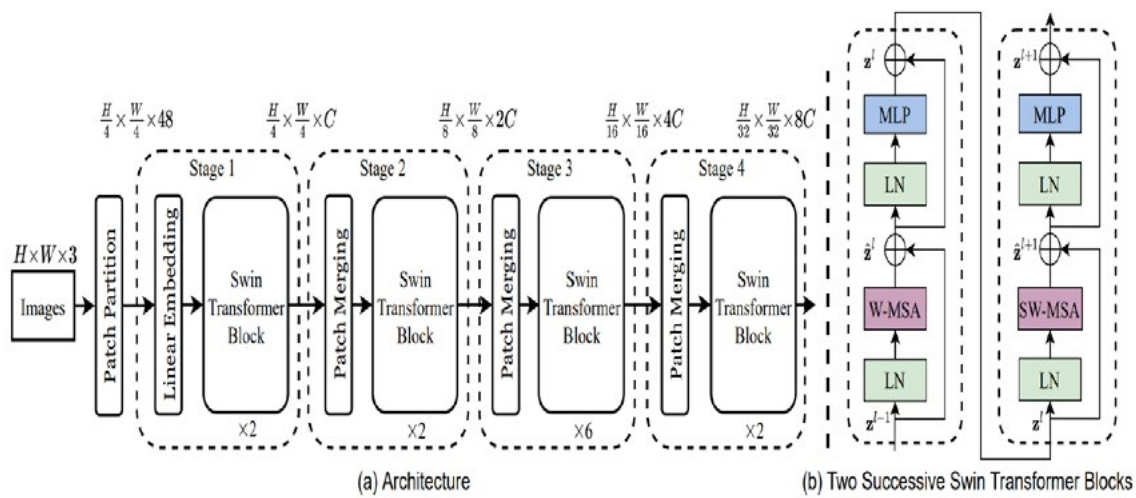 H/4 × W/4 × 48
H/4 × W/4 × C
H/8 × W/8 × 2C
H/16 × W/16 × 4C
H/32 × W/32 × 8C
Stage 1
Stage 2
Stage 3
Stage 4
H×W×3
Images
Patch Partition
Linear Embedding
Swin
Transformer
Block
×2
Patch Merging
Swin
Transformer
Block
×2
Patch Merging
Swin
Transformer
Block
×6
Patch Merging
Swin
Transformer
Block
×2
(a) Architecture
z^l
MLP
LN
ẑ^l
W-MSA
LN
z^{l-1}
z^{l+1}
MLP
LN
ẑ^{l+1}
SW-MSA
LN
z^l
(b) Two Successive Swin Transformer Blocks